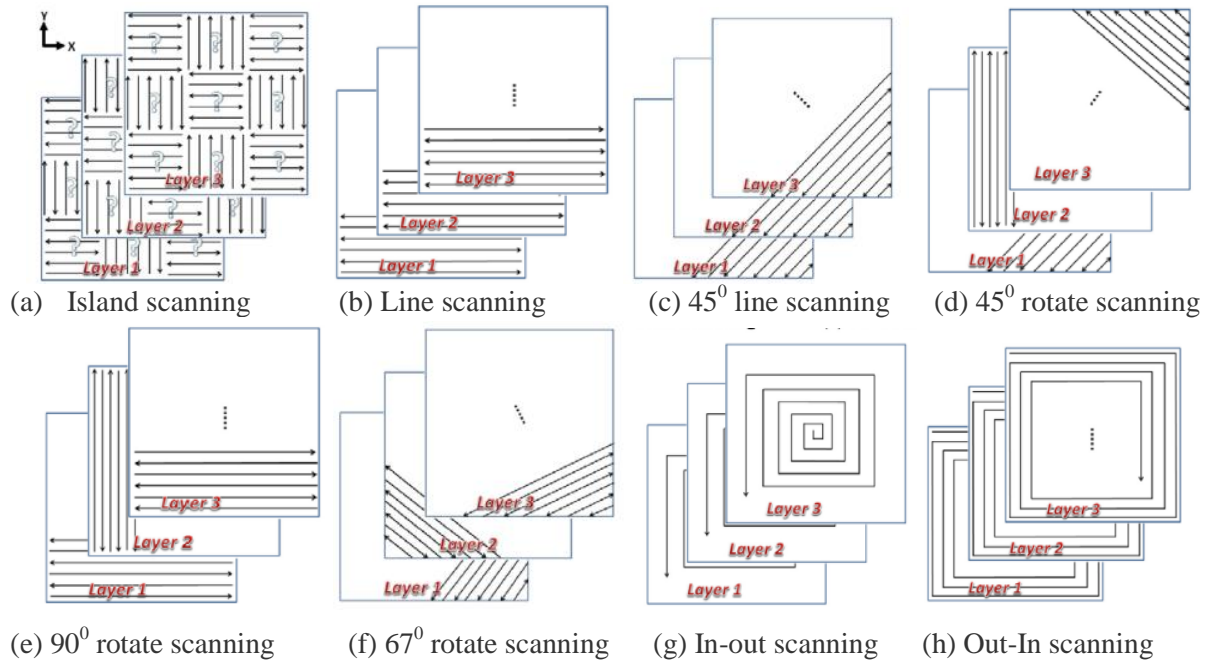 Y
X
? ? ?
? ? ? ?
? ? ? ?
? ? ?
? ? ?
Layer 3
Layer 2
Layer 1
Layer 3
Layer 2
Layer 1
Layer 3
Layer 2
Layer 1
Layer 3
Layer 2
Layer 1
(a) Island scanning (b) Line scanning (c) 45⁰ line scanning (d) 45⁰ rotate scanning
Layer 3
Layer 2
Layer 1
Layer 3
Layer 2
Layer 1
Layer 3
Layer 2
Layer 1
Layer 3
Layer 2
Layer 1
(e) 90⁰ rotate scanning (f) 67⁰ rotate scanning (g) In-out scanning (h) Out-In scanning